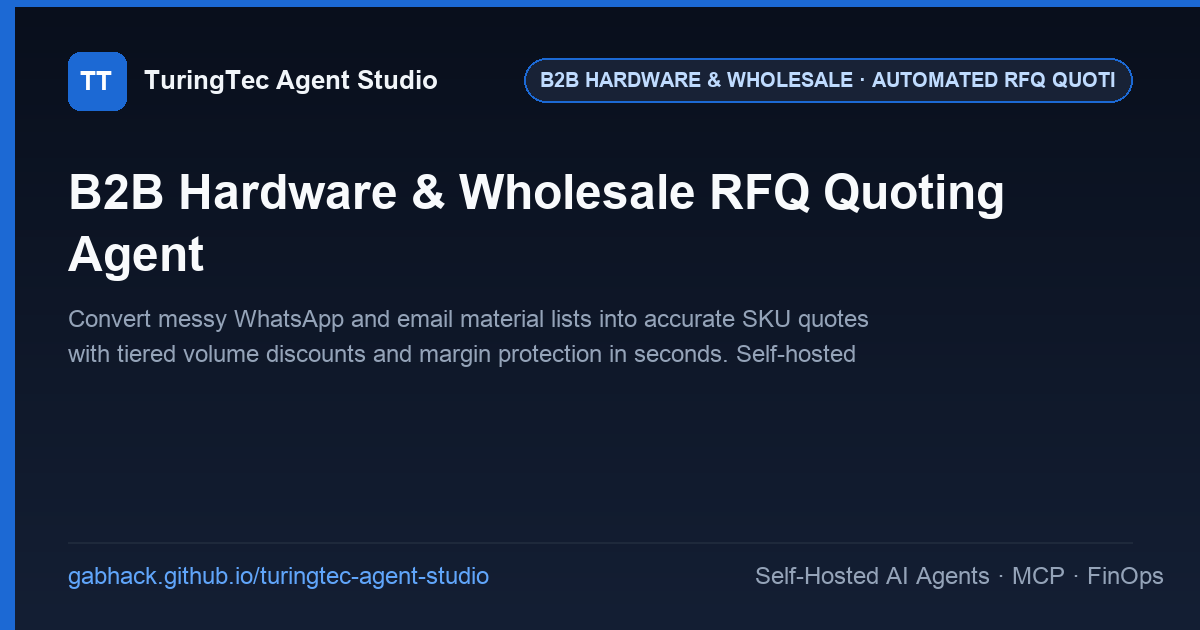 TT
TuringTec Agent Studio
B2B HARDWARE & WHOLESALE · AUTOMATED RFQ QUOTI
B2B Hardware & Wholesale RFQ Quoting
Agent
Convert messy WhatsApp and email material lists into accurate SKU quotes
with tiered volume discounts and margin protection in seconds. Self-hosted
gabhack.github.io/turingtec-agent-studio
Self-Hosted AI Agents · MCP · FinOps